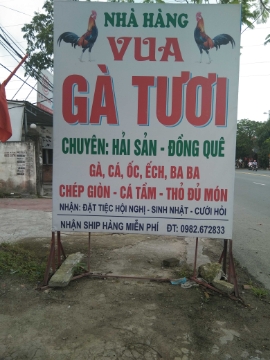 NHÀ HÀNG
VUA
GÀ TƯƠI
CHUYÊN: HẢI SẢN - ĐỒNG QUÊ
GÀ, CÁ, ỐC, ẾCH, BA BA
CHÉP GIÒN - CÁ TẦM - THỎ ĐỦ MÓN
NHẬN: ĐẶT TIỆC HỘI NGHỊ - SINH NHẬT - CƯỚI HỎI
NHẬN SHIP HÀNG MIỄN PHÍ ĐT: 0982.672833